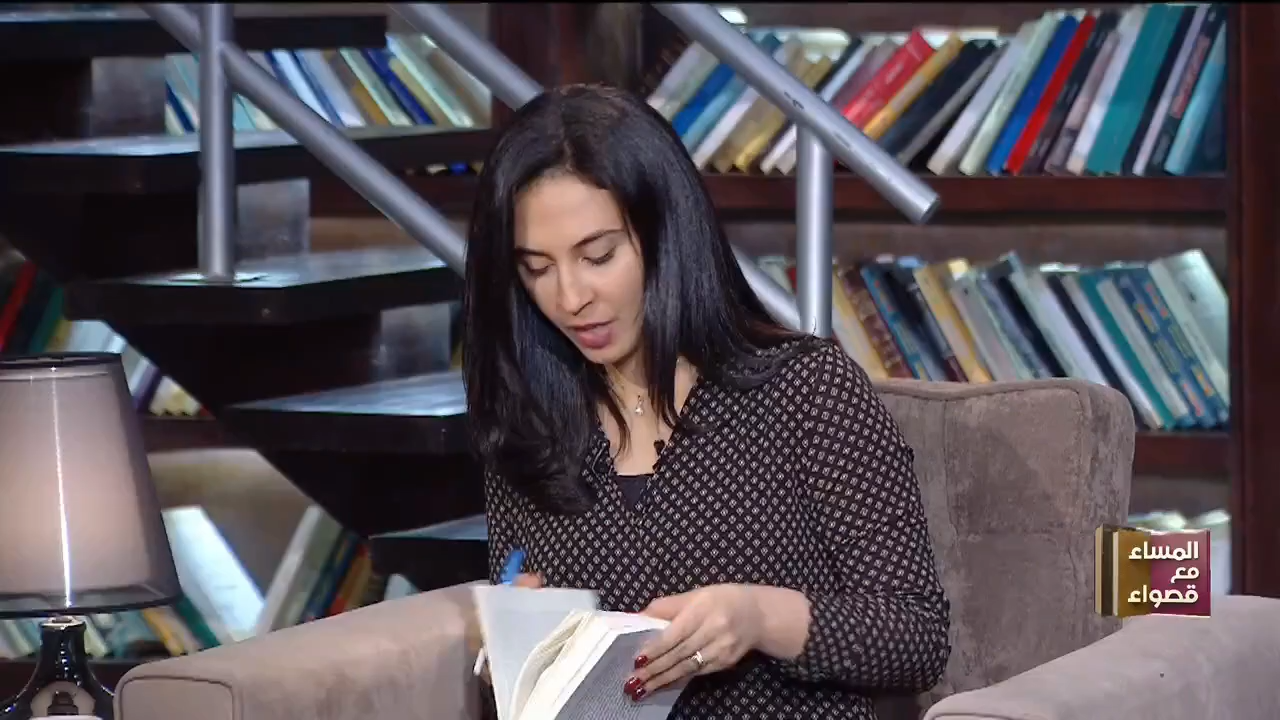 المساء
مع
قصواء